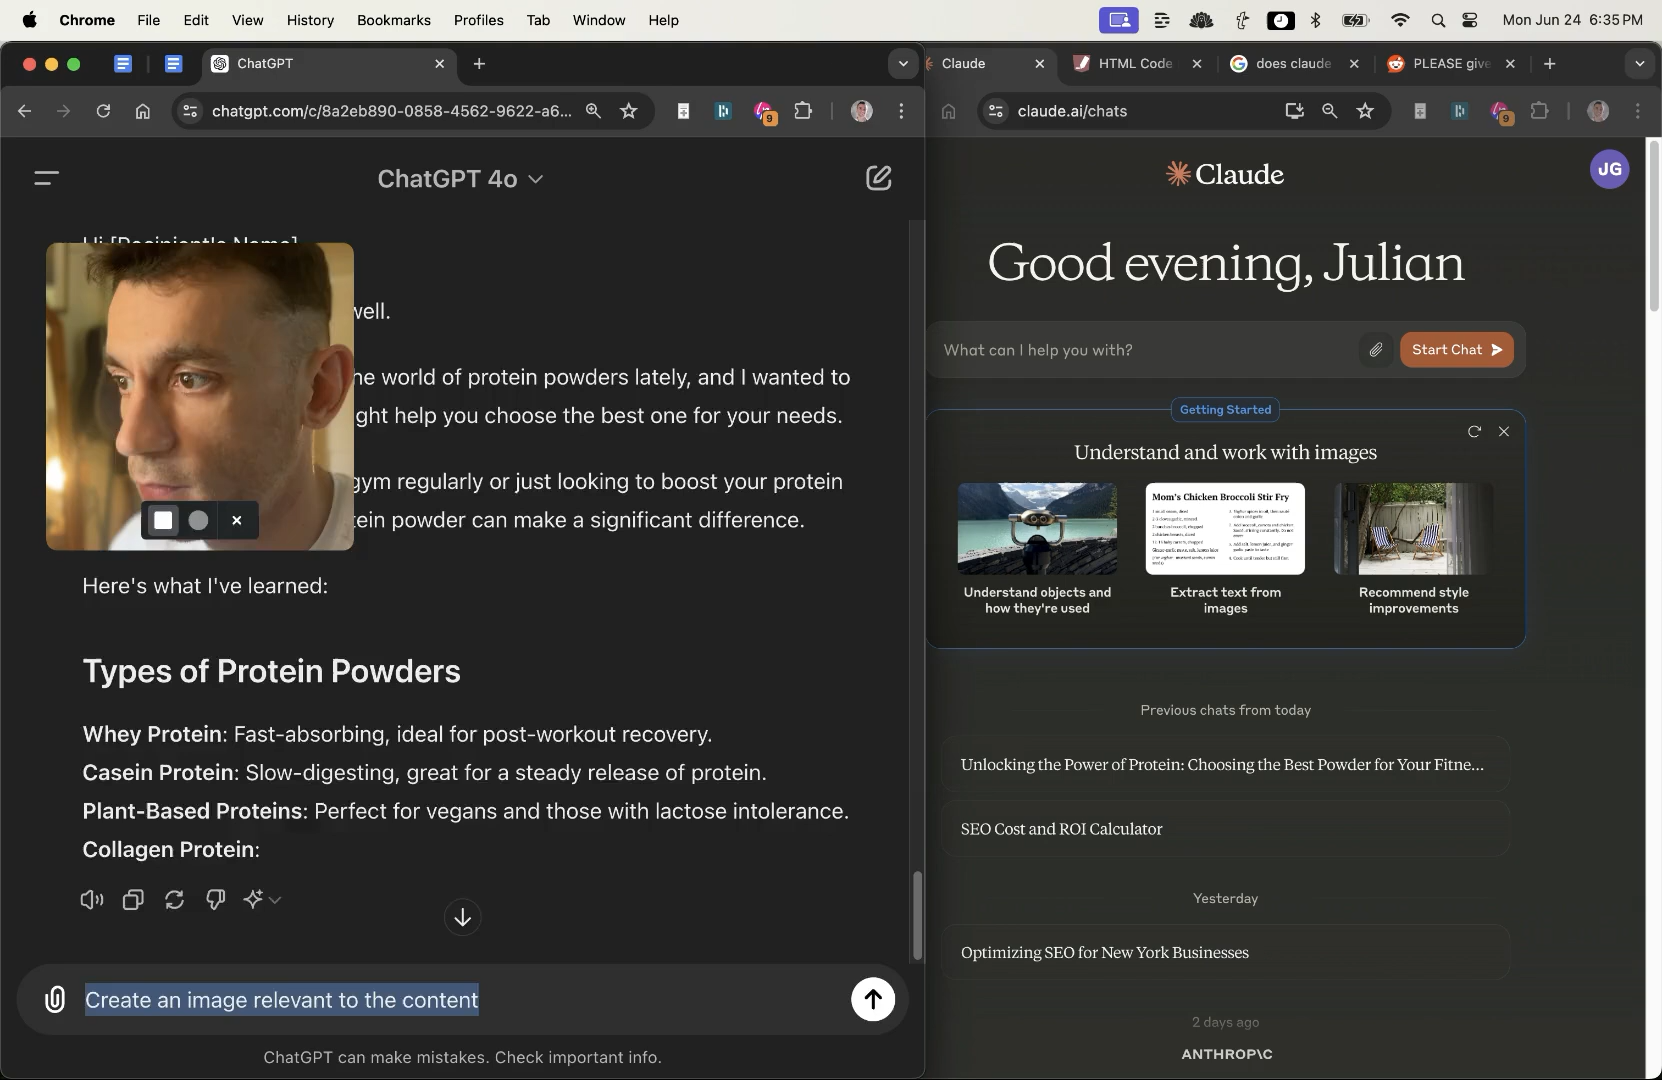 Chrome File Edit View History Bookmarks Profiles Tab Window Help
Mon Jun 24 6:35 PM
ChatGPT
chatgpt.com/c/8a2eb890-0858-4562-9622-a6...
9
ChatGPT 4o
Hi [Recipient's Name]
well.
he world of protein powders lately, and I wanted to
ght help you choose the best one for your needs.
gym regularly or just looking to boost your protein
tein powder can make a significant difference.
Here's what I've learned:
Types of Protein Powders
Whey Protein: Fast-absorbing, ideal for post-workout recovery.
Casein Protein: Slow-digesting, great for a steady release of protein.
Plant-Based Proteins: Perfect for vegans and those with lactose intolerance.
Collagen Protein:
Create an image relevant to the content
ChatGPT can make mistakes. Check important info.
Claude
HTML Code
does claude
PLEASE give
claude.ai/chats
9
Claude
JG
Good evening, Julian
What can I help you with?
Start Chat
Getting Started
Understand and work with images
Mom's Chicken Broccoli Stir Fry
Understand objects and
how they're used
Extract text from
images
Recommend style
improvements
Previous chats from today
Unlocking the Power of Protein: Choosing the Best Powder for Your Fitne...
SEO Cost and ROI Calculator
Yesterday
Optimizing SEO for New York Businesses
2 days ago
ANTHROP\C